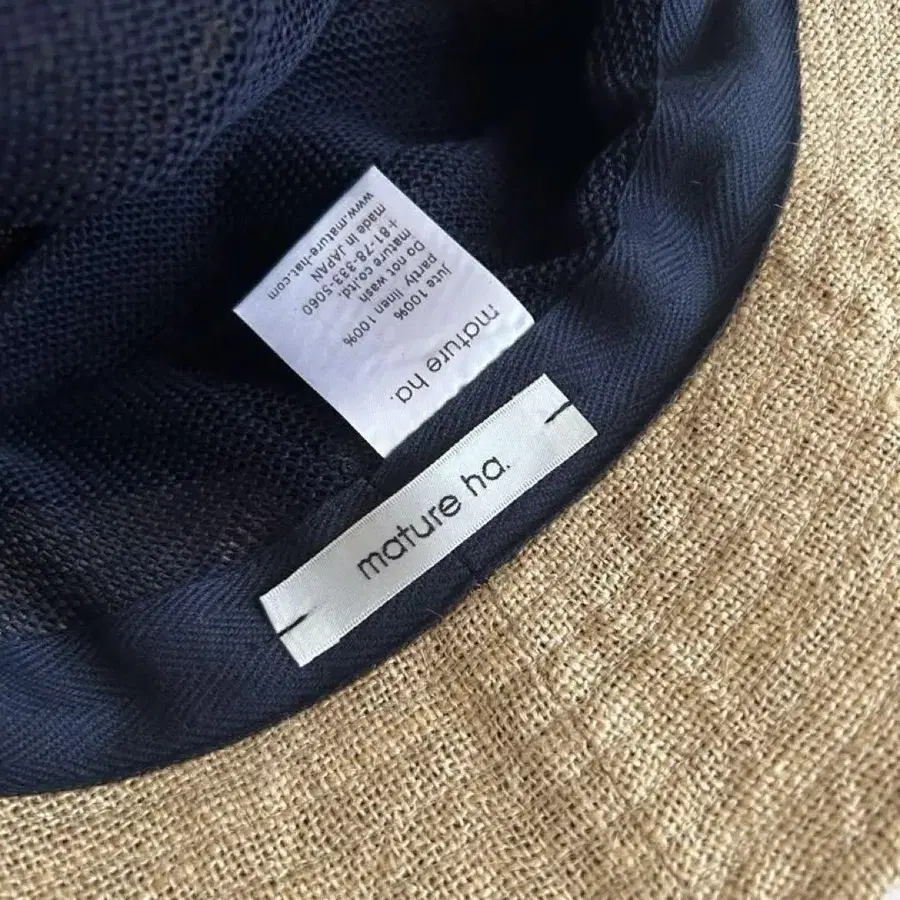 mature ha.
jute 100%
partly linen 100%
Do not wash
mature co.,ltd.
+81-78-333-5060
made in JAPAN
www.mature-hat.com
mature ha.